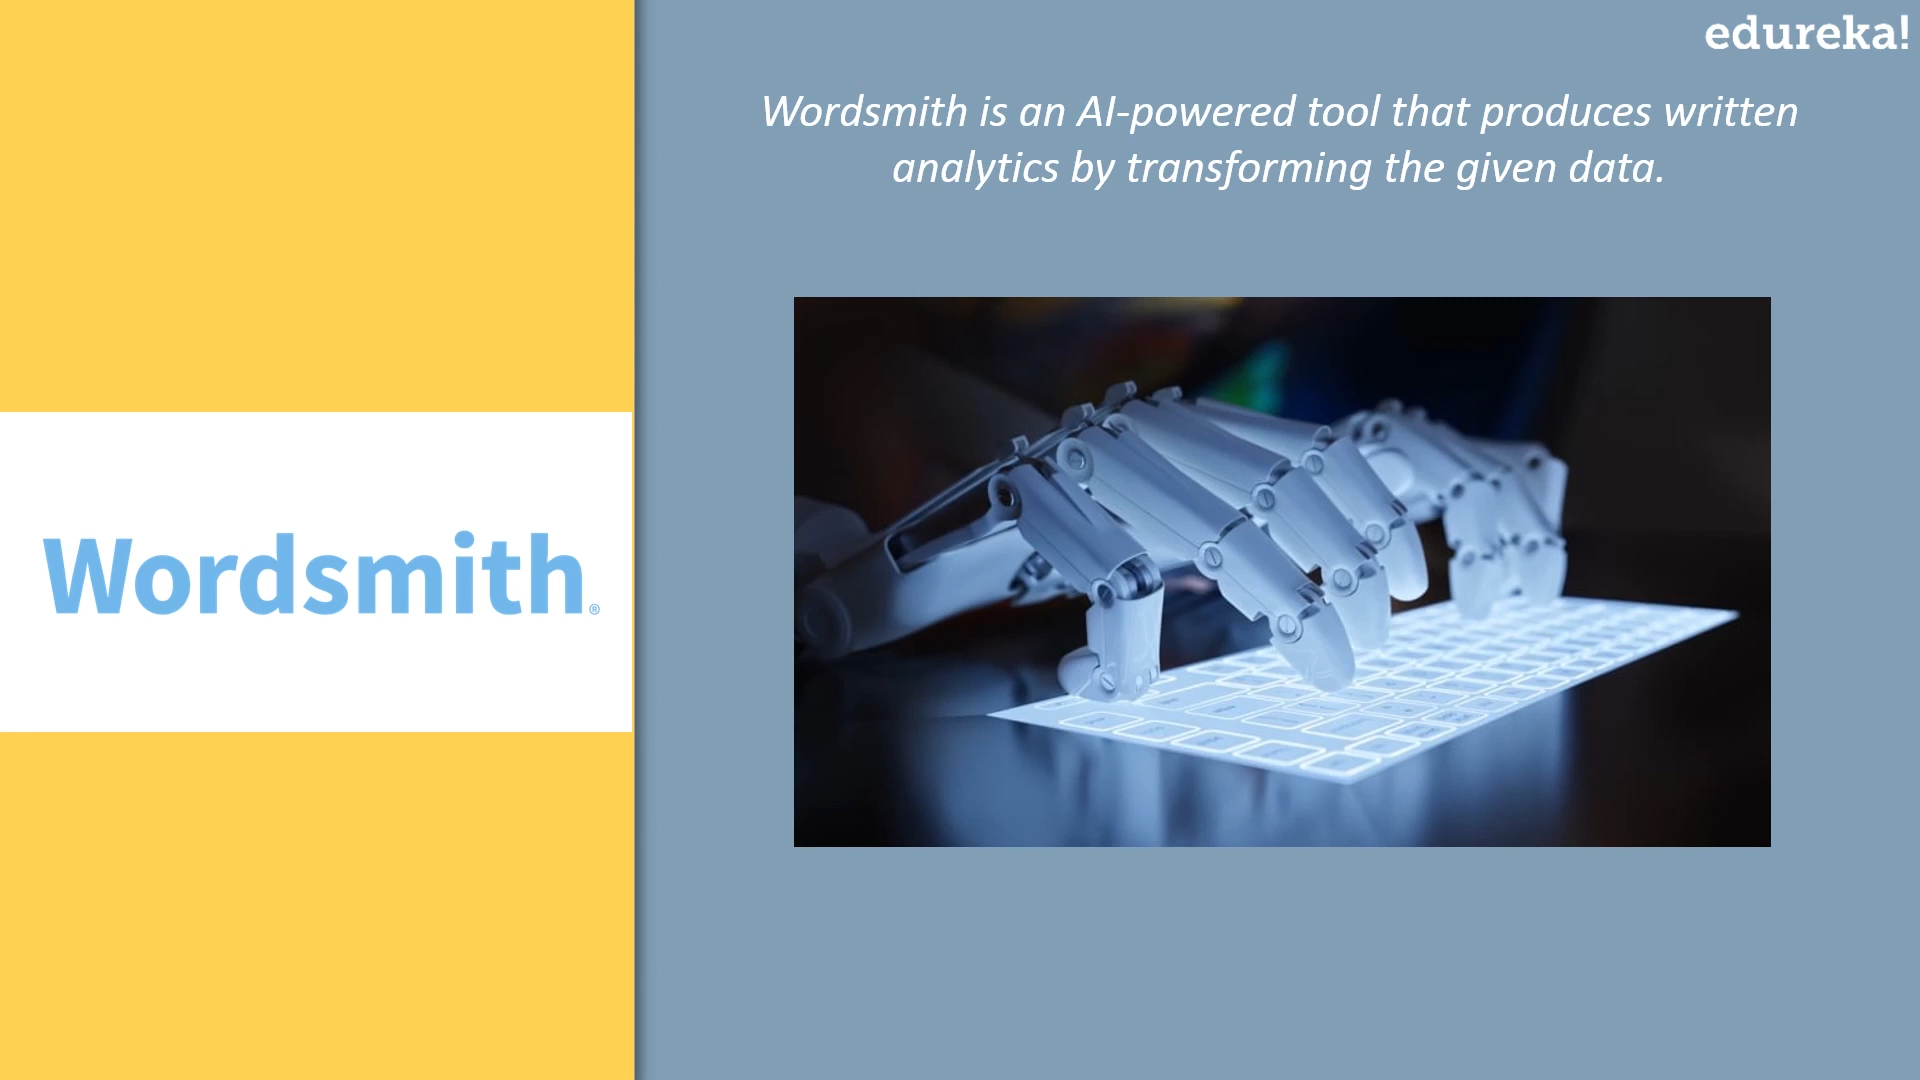 edureka!
Wordsmith is an AI-powered tool that produces written
analytics by transforming the given data.
Wordsmith®